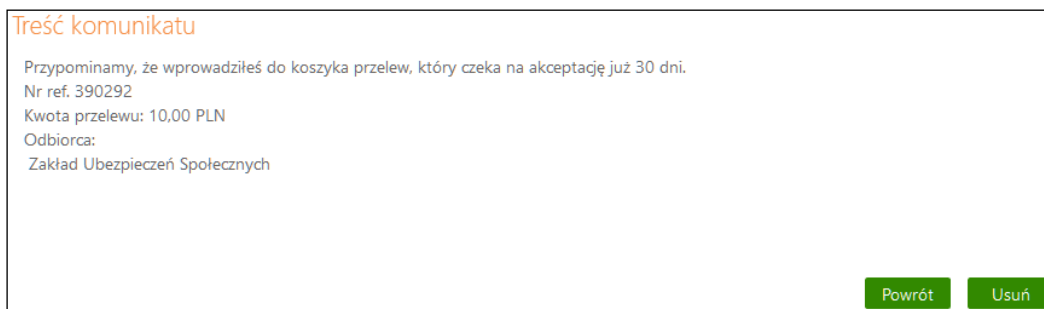 Treść komunikatu
Przypominamy, że wprowadziłeś do koszyka przelew, który czeka na akceptację już 30 dni.
Nr ref. 390292
Kwota przelewu: 10,00 PLN
Odbiorca:
Zakład Ubezpieczeń Społecznych
Powrót Usuń